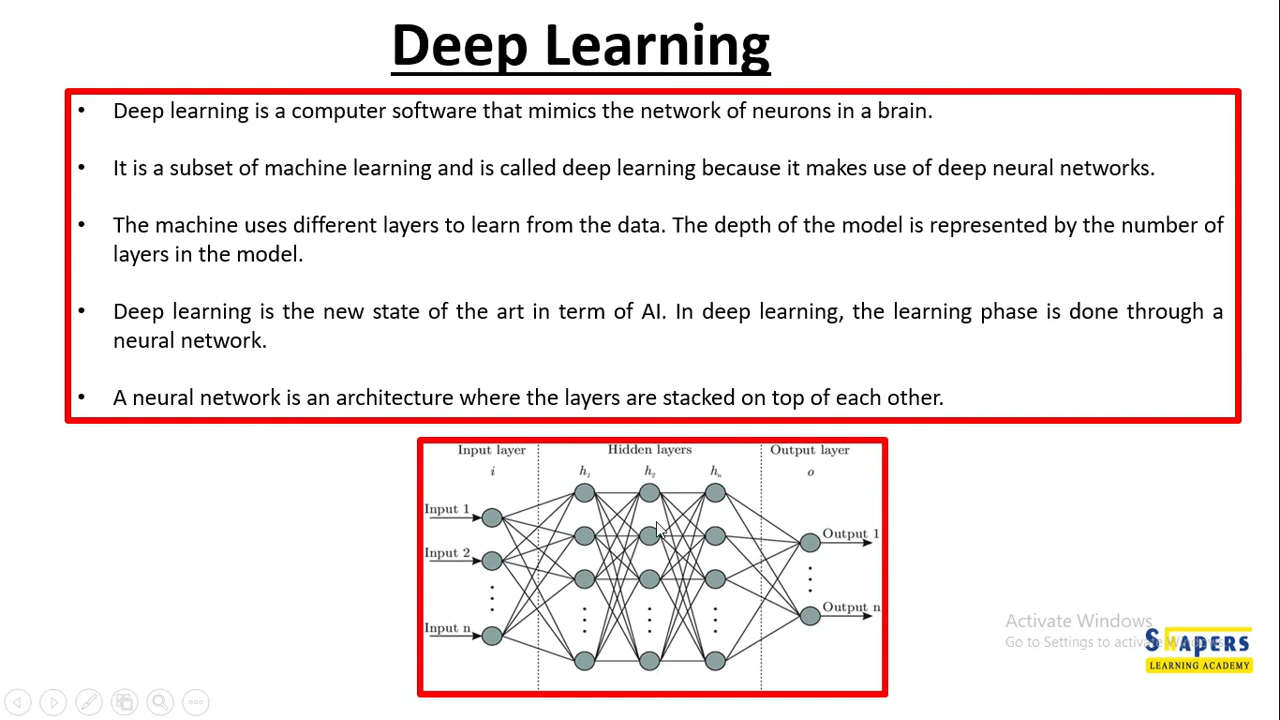 Deep Learning
• Deep learning is a computer software that mimics the network of neurons in a brain.
• It is a subset of machine learning and is called deep learning because it makes use of deep neural networks.
• The machine uses different layers to learn from the data. The depth of the model is represented by the number of
layers in the model.
• Deep learning is the new state of the art in term of AI. In deep learning, the learning phase is done through a
neural network.
• A neural network is an architecture where the layers are stacked on top of each other.
Input layer Hidden layers Output layer
i h₁ h₂ hₙ o
Input 1
Input 2
Input n
Output 1
Output n
Activate Windows
Go to Settings to activate Windows.
SHAPERS
LEARNING ACADEMY